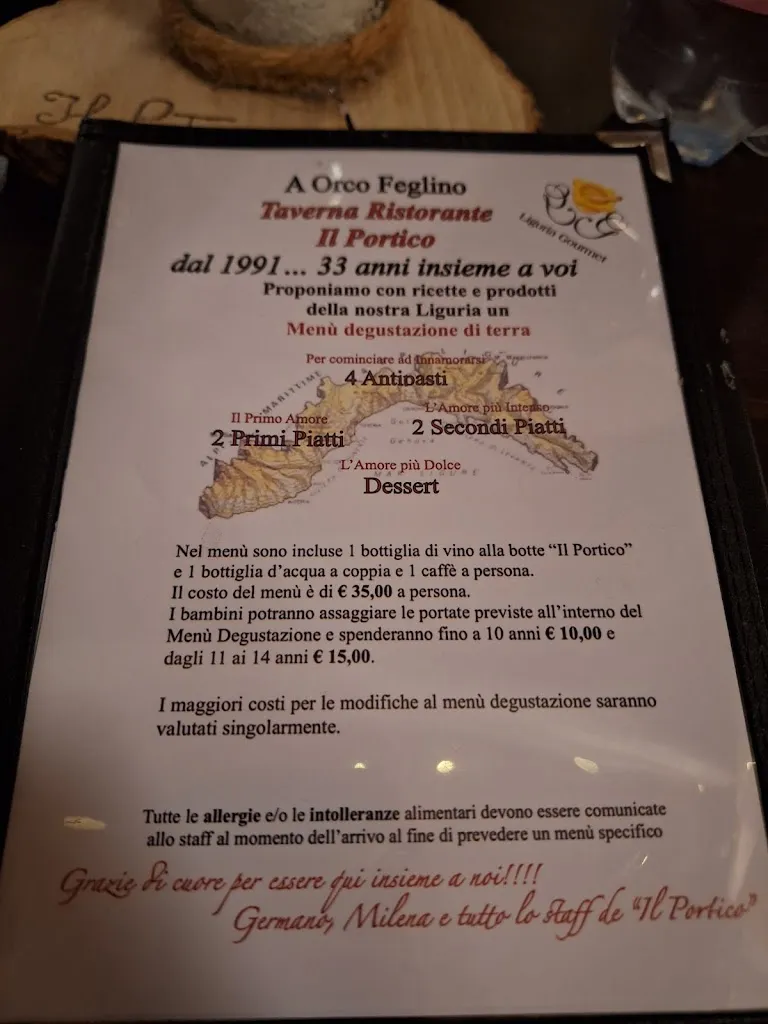 A Orco Feglino
Taverna Ristorante
Il Portico
Liguria Gourmet
dal 1991... 33 anni insieme a voi
Proponiamo con ricette e prodotti
della nostra Liguria un
Menù degustazione di terra
Per cominciare ad Innamorarsi
4 Antipasti
Il Primo Amore
2 Primi Piatti
L'Amore più Intenso
2 Secondi Piatti
L'Amore più Dolce
Dessert
Nel menù sono incluse 1 bottiglia di vino alla botte "Il Portico"
e 1 bottiglia d'acqua a coppia e 1 caffè a persona.
Il costo del menù è di € 35,00 a persona.
I bambini potranno assaggiare le portate previste all'interno del
Menù Degustazione e spenderanno fino a 10 anni € 10,00 e
dagli 11 ai 14 anni € 15,00.
I maggiori costi per le modifiche al menù degustazione saranno
valutati singolarmente.
Tutte le allergie e/o le intolleranze alimentari devono essere comunicate
allo staff al momento dell'arrivo al fine di prevedere un menù specifico
Grazie di cuore per essere qui insieme a noi!!!!
Germano, Milena e tutto lo staff de "Il Portico"